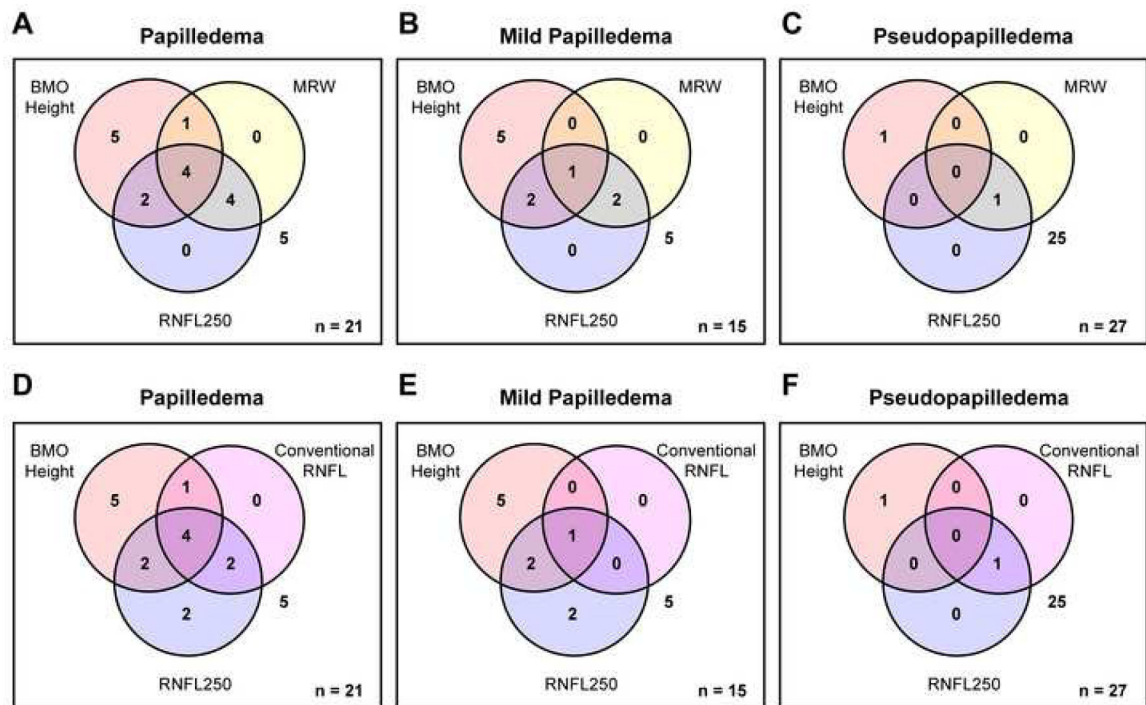 A
Papilledema
BMO
Height
MRW
5
1
0
4
2
4
0
5
RNFL250
n = 21
B
Mild Papilledema
BMO
Height
MRW
5
0
0
1
2
2
0
5
RNFL250
n = 15
C
Pseudopapilledema
BMO
Height
MRW
1
0
0
0
0
1
0
25
RNFL250
n = 27
D
Papilledema
BMO
Height
Conventional
RNFL
5
1
0
4
2
2
2
5
RNFL250
n = 21
E
Mild Papilledema
BMO
Height
Conventional
RNFL
5
0
0
1
2
0
2
5
RNFL250
n = 15
F
Pseudopapilledema
BMO
Height
Conventional
RNFL
1
0
0
0
0
1
0
25
RNFL250
n = 27